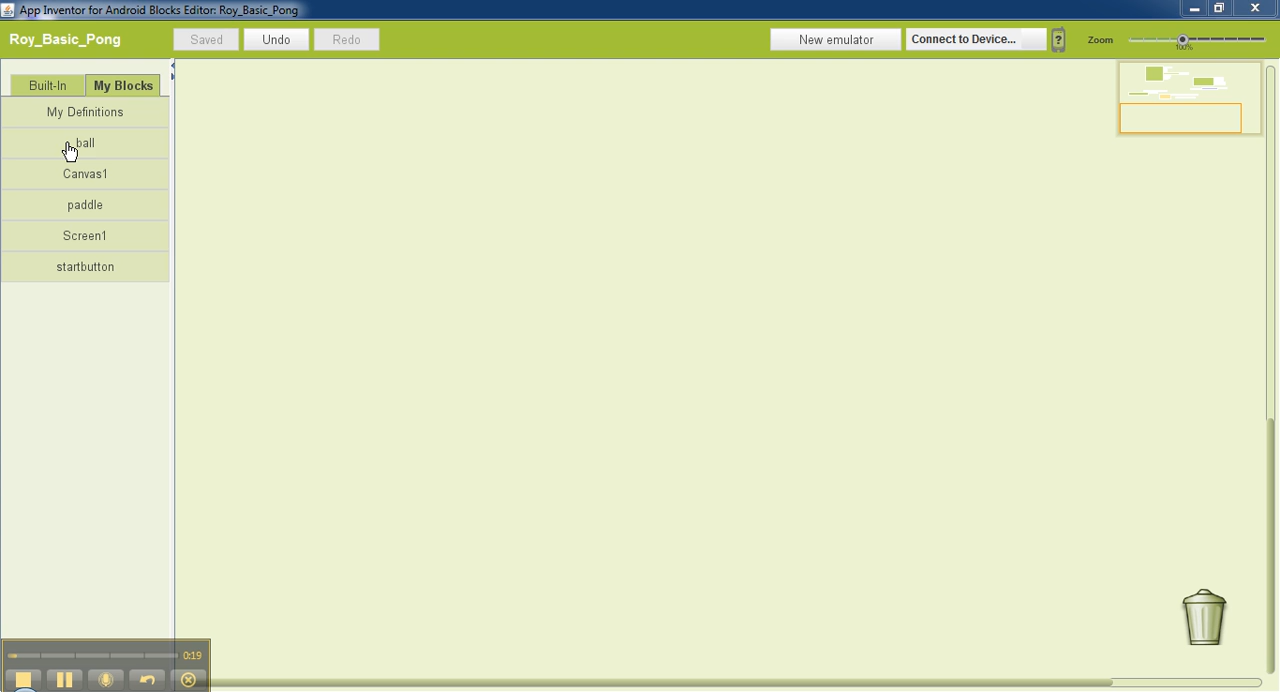 App Inventor for Android Blocks Editor: Roy_Basic_Pong
Roy_Basic_Pong
Saved
Undo
Redo
New emulator
Connect to Device...
?
Zoom
100%
Built-In
My Blocks
My Definitions
ball
Canvas1
paddle
Screen1
startbutton
0:19